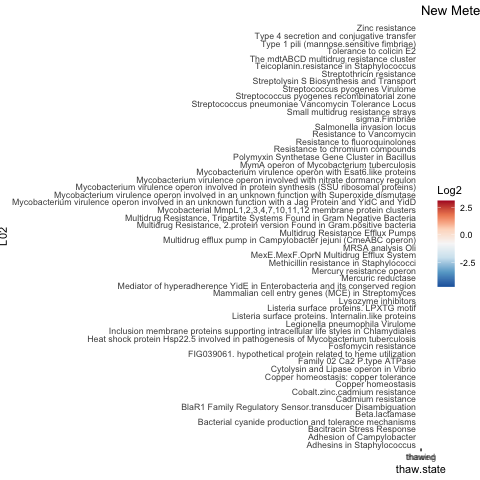 New Mete
Zinc resistance
Type 4 secretion and conjugative transfer
Type 1 pili (mannose.sensitive fimbriae)
Tolerance to colicin E2
The mdtABCD multidrug resistance cluster
Teicoplanin.resistance in Staphylococcus
Streptothricin resistance
Streptolysin S Biosynthesis and Transport
Streptococcus pyogenes Virulome
Streptococcus pyogenes recombinatorial zone
Streptococcus pneumoniae Vancomycin Tolerance Locus
Small multidrug resistance strays
sigma.Fimbriae
Salmonella invasion locus
Resistance to Vancomycin
Resistance to fluoroquinolones
Resistance to chromium compounds
Polymyxin Synthetase Gene Cluster in Bacillus
MymA operon of Mycobacterium tuberculosis
Mycobacterium virulence operon with Esat6.like proteins
Mycobacterium virulence operon involved with nitrate dormancy regulon
Mycobacterium virulence operon involved in protein synthesis (SSU ribosomal proteins)
Mycobacterium virulence operon involved in an unknown function with Superoxide dismutase
Mycobacterium virulence operon involved in an unknown function with a Jag Protein and YidC and YidD
Mycobacterial MmpL1,2,3,4,7,10,11,12 membrane protein clusters
Multidrug Resistance, Tripartite Systems Found in Gram Negative Bacteria
Multidrug Resistance, 2.protein version Found in Gram.positive bacteria
Multidrug Resistance Efflux Pumps
Multidrug efflux pump in Campylobacter jejuni (CmeABC operon)
MRSA analysis Oli
MexE.MexF.OprN Multidrug Efflux System
Methicillin resistance in Staphylococci
Mercury resistance operon
Mercuric reductase
Mediator of hyperadherence YidE in Enterobacteria and its conserved region
Mammalian cell entry genes (MCE) in Streptomyces
Lysozyme inhibitors
Listeria surface proteins. LPXTG motif
Listeria surface proteins. Internalin.like proteins
Legionella pneumophila Virulome
Inclusion membrane proteins supporting intracellular life styles in Chlamydiales
Heat shock protein Hsp22.5 involved in pathogenesis of Mycobacterium tuberculosis
Fosfomycin resistance
FIG039061. hypothetical protein related to heme utilization
Family 02 Ca2 P.type ATPase
Cytolysin and Lipase operon in Vibrio
Copper homeostasis: copper tolerance
Copper homeostasis
Cobalt.zinc.cadmium resistance
Cadmium resistance
BlaR1 Family Regulatory Sensor.transducer Disambiguation
Beta.lactamase
Bacterial cyanide production and tolerance mechanisms
Bacitracin Stress Response
Adhesion of Campylobacter
Adhesins in Staphylococcus
L02
thaw.state
Log2
2.5
0.0
-2.5